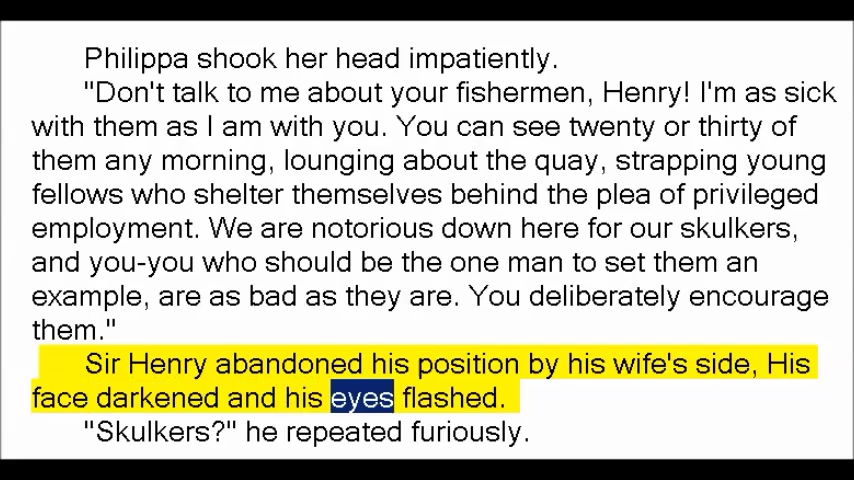 Philippa shook her head impatiently.
"Don't talk to me about your fishermen, Henry! I'm as sick
with them as I am with you. You can see twenty or thirty of
them any morning, lounging about the quay, strapping young
fellows who shelter themselves behind the plea of privileged
employment. We are notorious down here for our skulkers,
and you-you who should be the one man to set them an
example, are as bad as they are. You deliberately encourage
them."
Sir Henry abandoned his position by his wife's side, His
face darkened and his eyes flashed.
"Skulkers?" he repeated furiously.